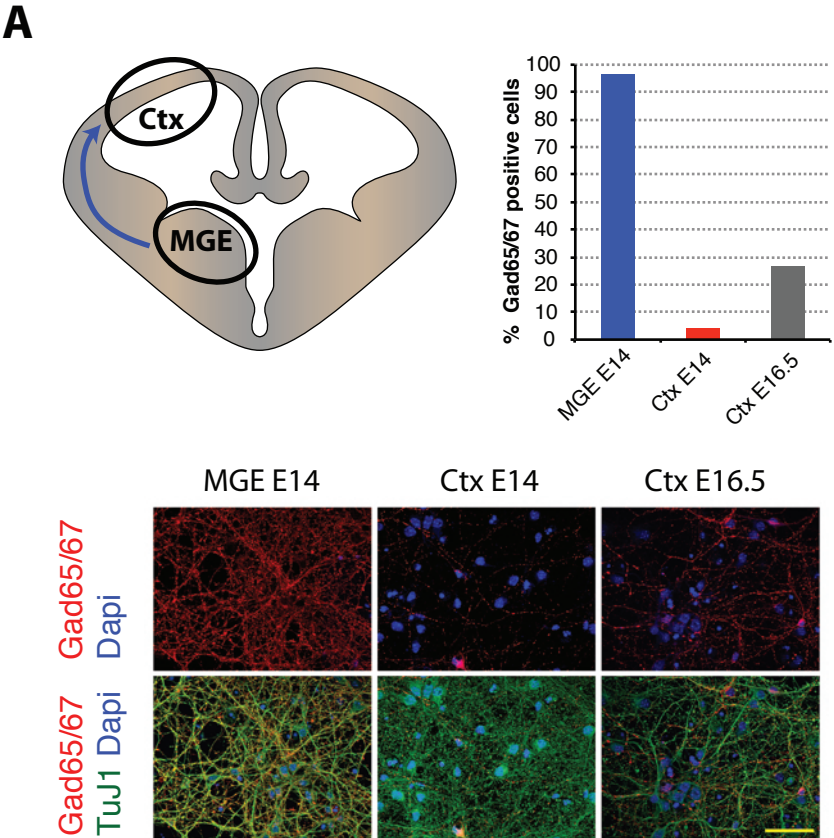 A
Ctx
MGE
% Gad65/67 positive cells
100
90
80
70
60
50
40
30
20
10
0
MGE E14
Ctx E14
Ctx E16.5
MGE E14
Ctx E14
Ctx E16.5
Gad65/67
Dapi
Gad65/67
TuJ1 Dapi